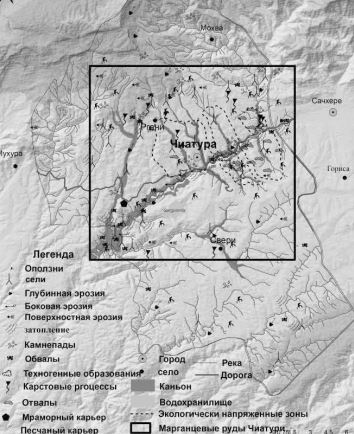 Мохва
Сачхере
Ргани
Чиатура
Гориса
Свери
Легенда
Оползни
сели
Глубинная эрозия
Боковая эрозия
Поверхностная эрозия
затопление
Камнепады
Обвалы
Техногенные образования
Карстовые процессы
Отвалы
Мраморный карьер
Песчаный карьер
Город
село
Каньон
Водохранилище
Экологически напряженные зоны
Марганцевые руды Чиатури
Река
Дорога